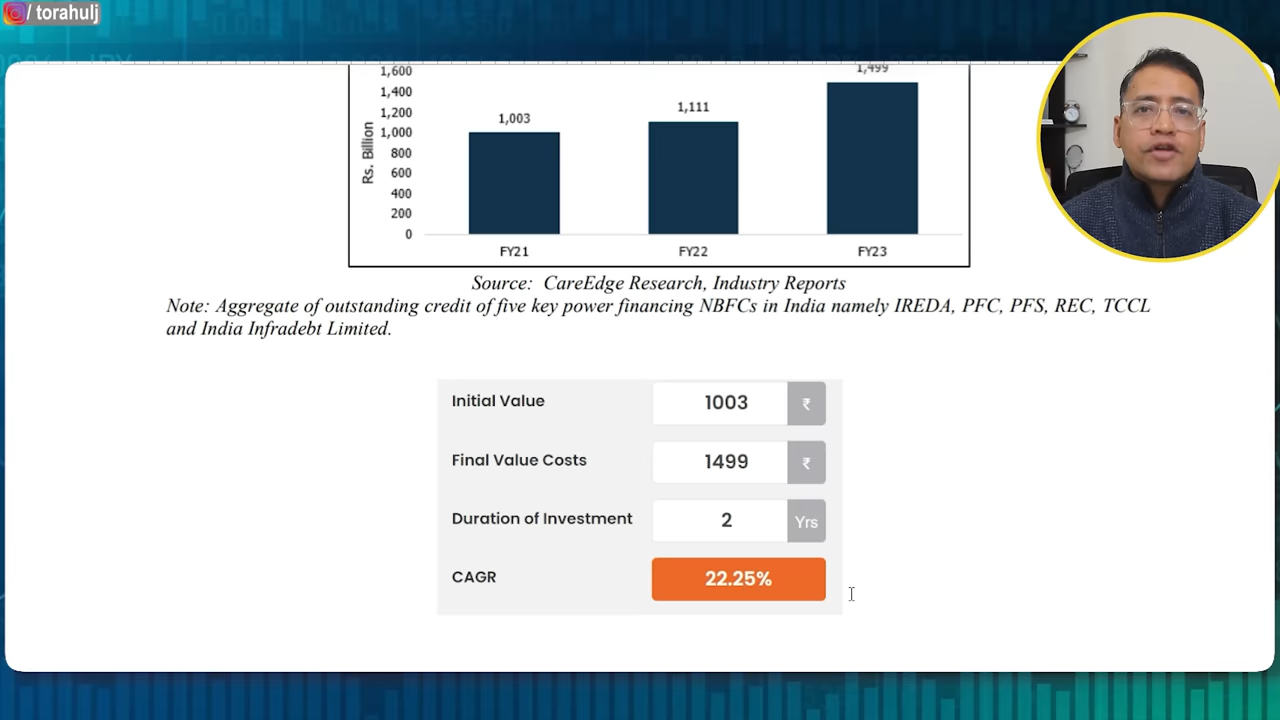 / torahulj
1,600
1,400
1,200
1,000
800
600
400
200
0
Rs. Billion
1,003
1,111
1,499
FY21
FY22
FY23
Source: CareEdge Research, Industry Reports
Note: Aggregate of outstanding credit of five key power financing NBFCs in India namely IREDA, PFC, PFS, REC, TCCL
and India Infradebt Limited.
Initial Value 1003 ₹
Final Value Costs 1499 ₹
Duration of Investment 2 Yrs
CAGR 22.25%